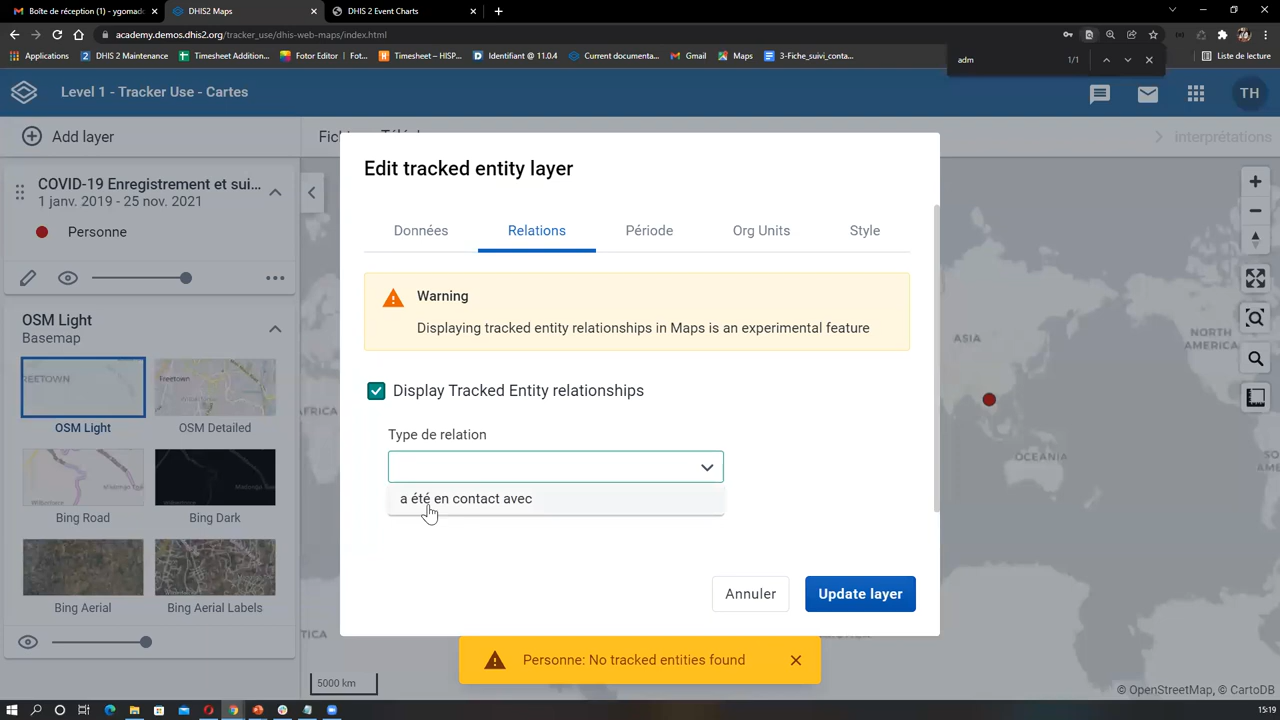 Boîte de réception (1) - ygomad
DHIS2 Maps
DHIS 2 Event Charts
academy.demos.dhis2.org/tracker_use/dhis-web-maps/index.html
Applications
DHIS 2 Maintenance
Timesheet Addition...
Fotor Editor | Fot...
Timesheet – HISP...
Identifiant @ 11.0.4
Current documenta...
Gmail
Maps
3-Fiche_suivi_conta...
adm
1/1
Liste de lecture
Level 1 - Tracker Use - Cartes
TH
Add layer
interprétations
COVID-19 Enregistrement et sui...
1 janv. 2019 - 25 nov. 2021
Personne
OSM Light
Basemap
FREETOWN
Freetown
OSM Light
OSM Detailed
Bing Road
Bing Dark
Bing Aerial
Bing Aerial Labels
Edit tracked entity layer
Données
Relations
Période
Org Units
Style
Warning
Displaying tracked entity relationships in Maps is an experimental feature
Display Tracked Entity relationships
Type de relation
a été en contact avec
Annuler
Update layer
Personne: No tracked entities found
ASIA
OCEANIA
NORTH
AMERICA
5000 km
© OpenStreetMap, © CartoDB
15:19